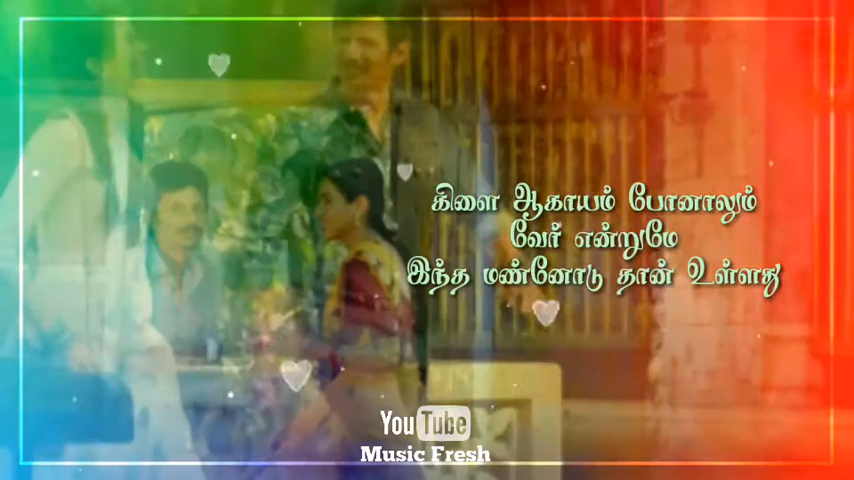 கிளை ஆகாயம் போனாலும்
வேர் என்றுமே
இந்த மண்னோடு தான் உள்ளது
YouTube
Music Fresh